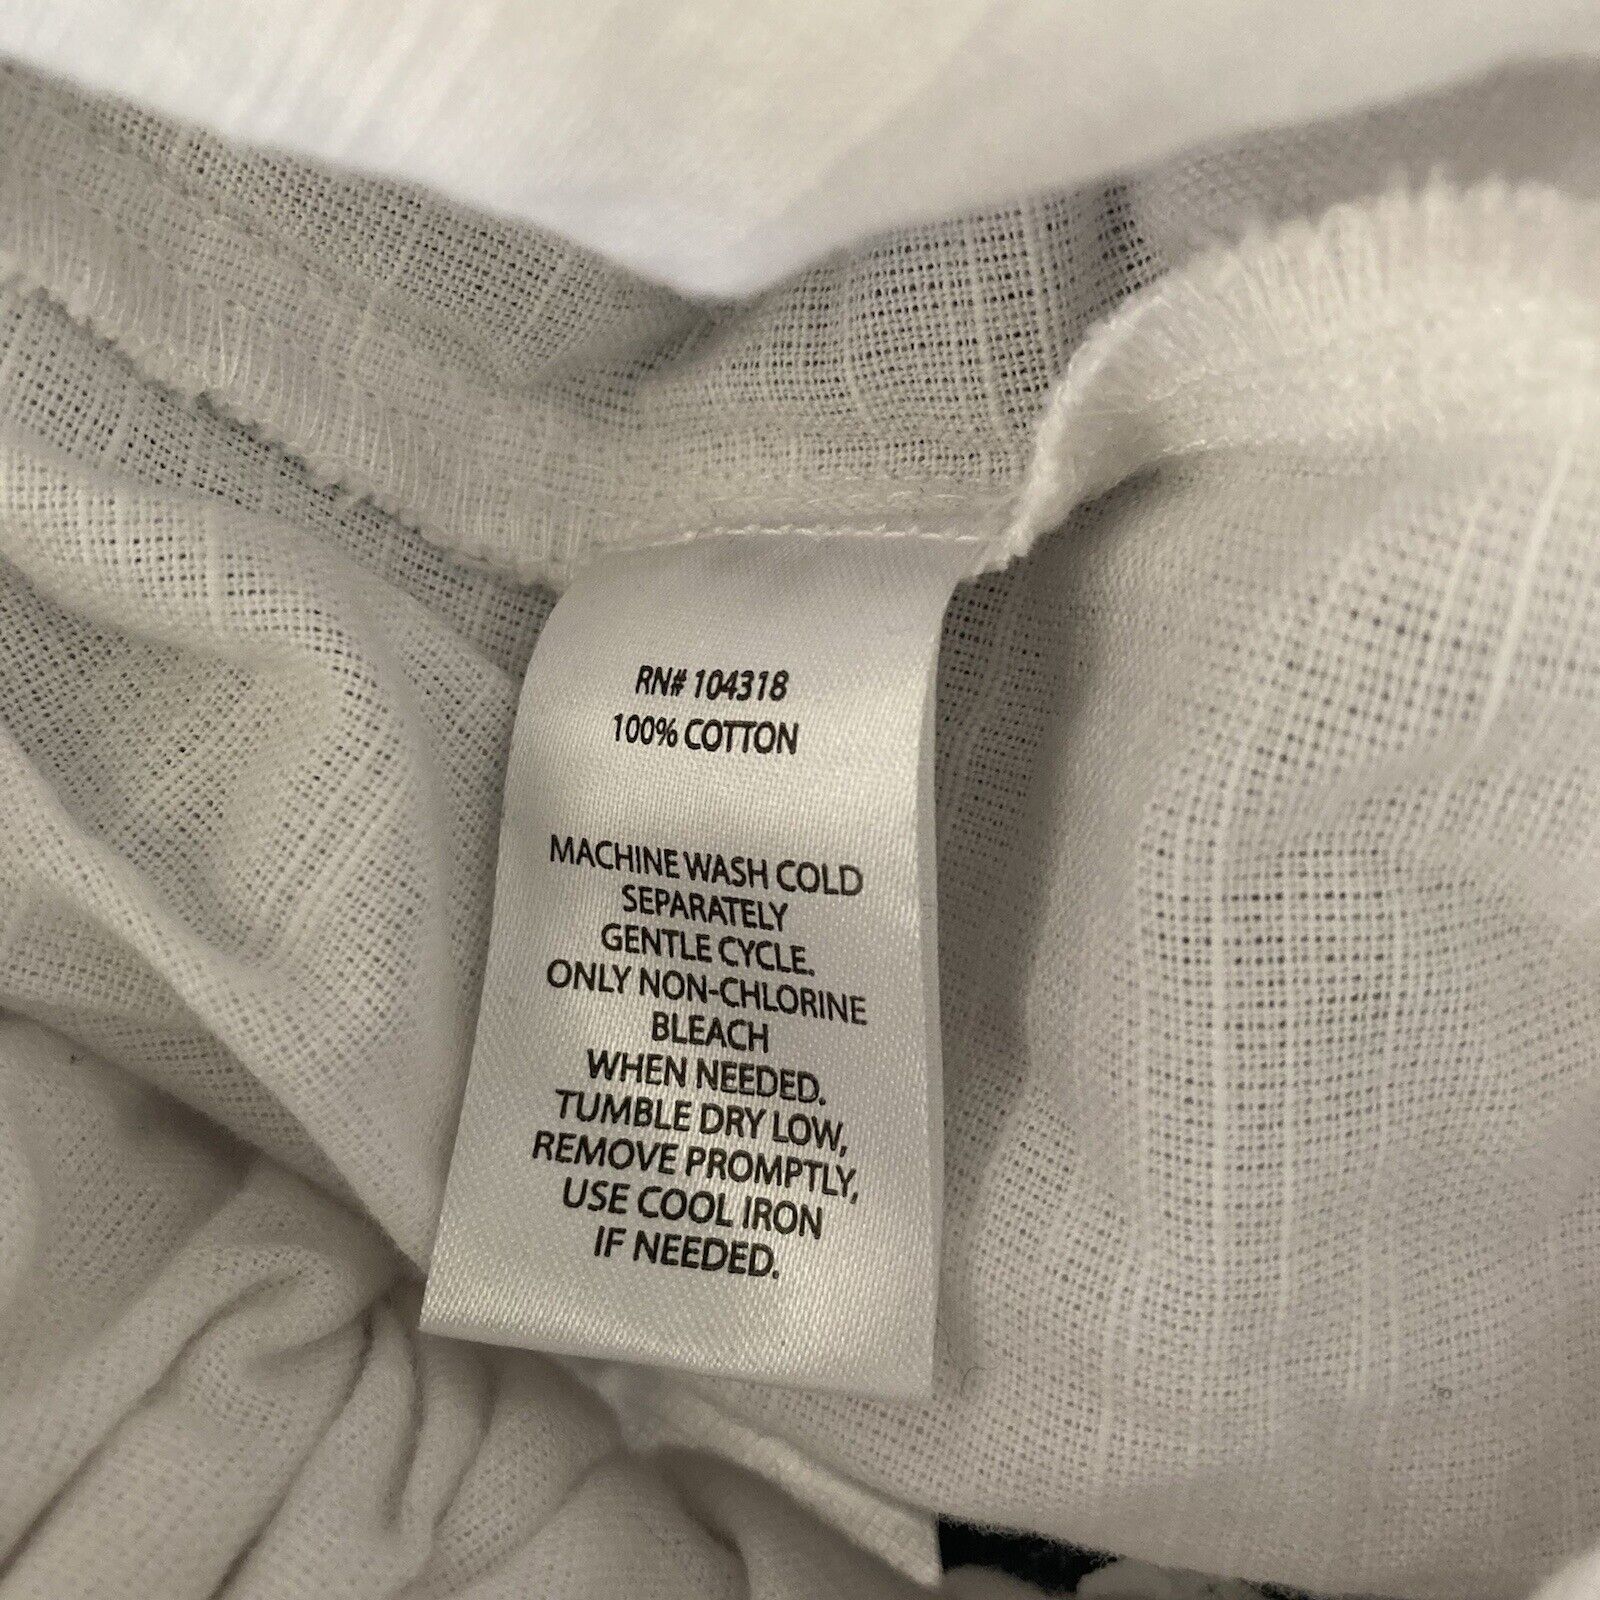 RN# 104318
100% COTTON
MACHINE WASH COLD
SEPARATELY
GENTLE CYCLE.
ONLY NON-CHLORINE
BLEACH
WHEN NEEDED.
TUMBLE DRY LOW,
REMOVE PROMPTLY,
USE COOL IRON
IF NEEDED.